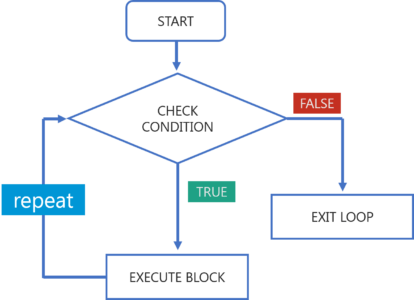 START
CHECK
CONDITION
FALSE
TRUE
repeat
EXIT LOOP
EXECUTE BLOCK